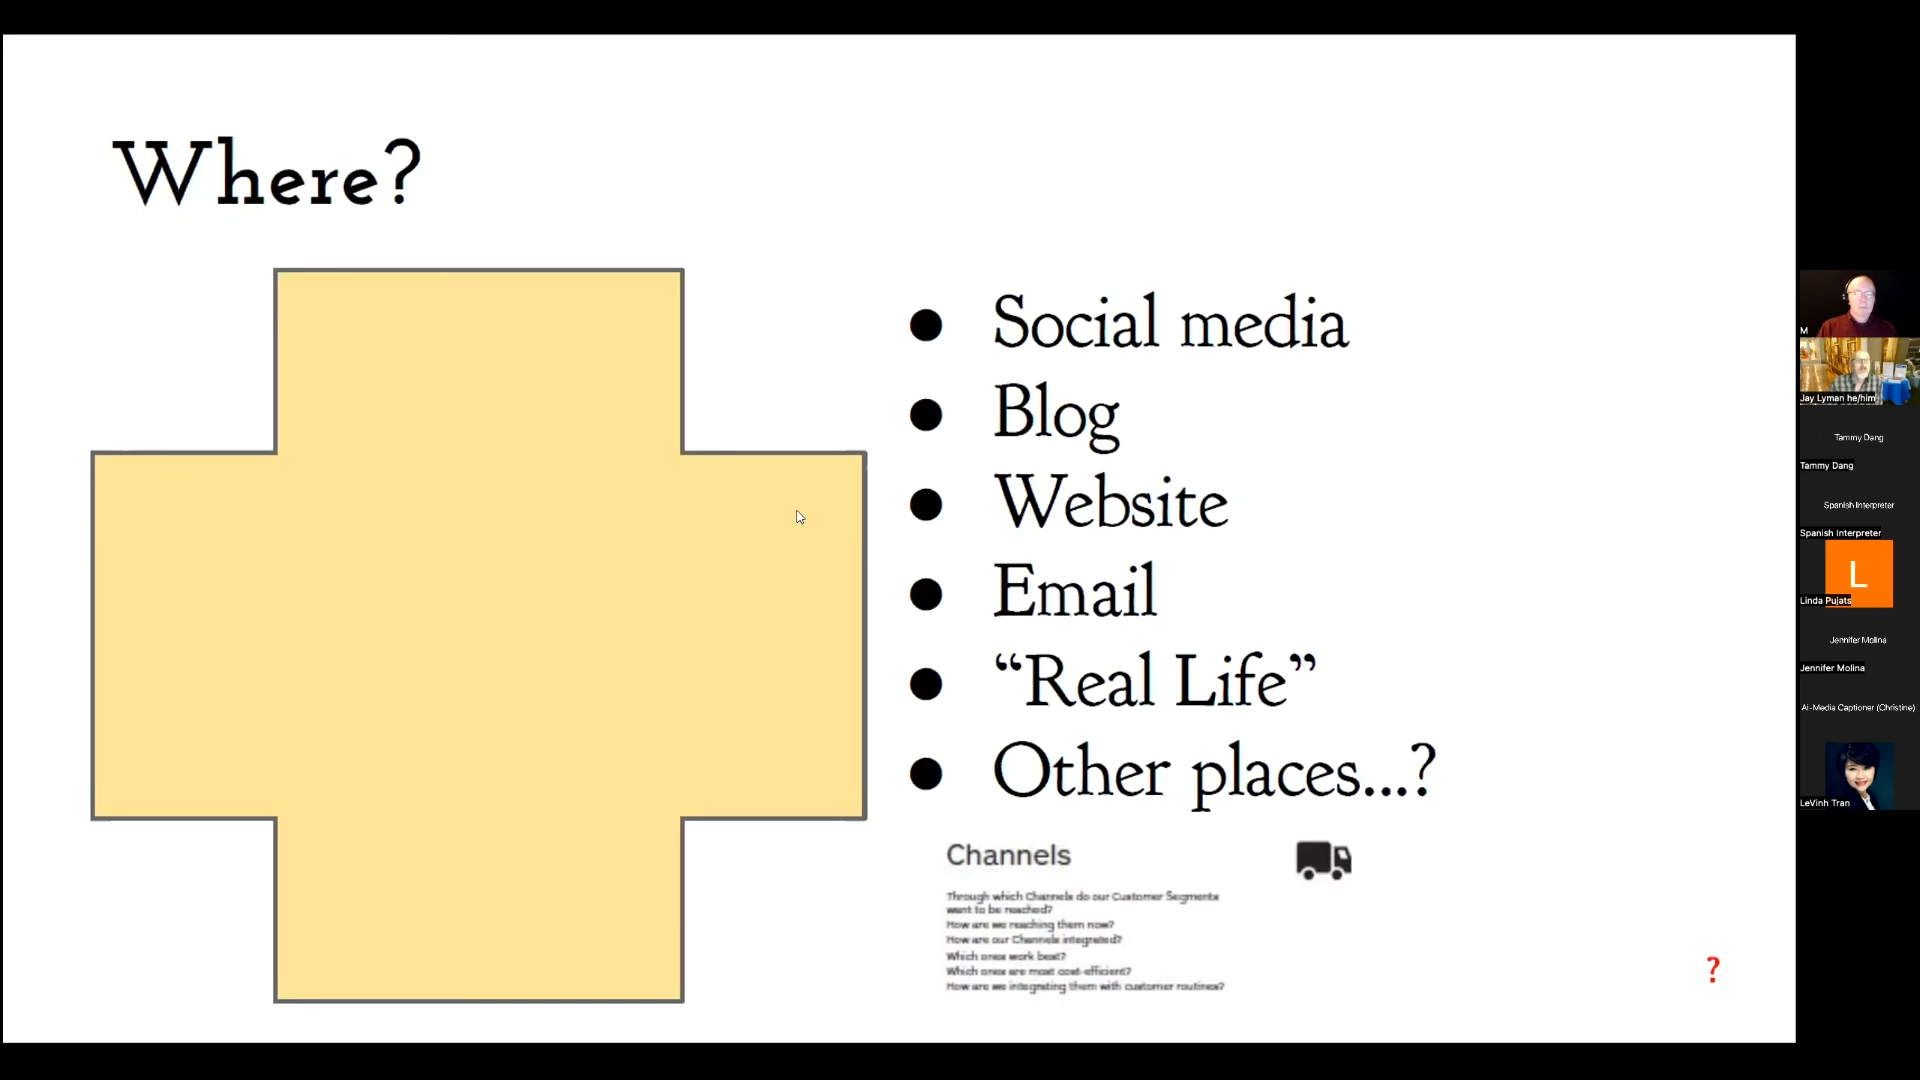 Where?
Social media
Blog
Website
Email
“Real Life”
Other places...?
Channels
Through which Channels do our Customer Segments
want to be reached?
How are we reaching them now?
How are our Channels integrated?
Which ones work best?
Which ones are most cost-efficient?
How are we integrating them with customer routines?
?
M
Jay Lyman he/him
Tammy Dang
Tammy Dang
Spanish Interpreter
Spanish Interpreter
L
Linda Pujats
Jennifer Molina
Jennifer Molina
Ai-Media Captioner (Christine)
LeVinh Tran